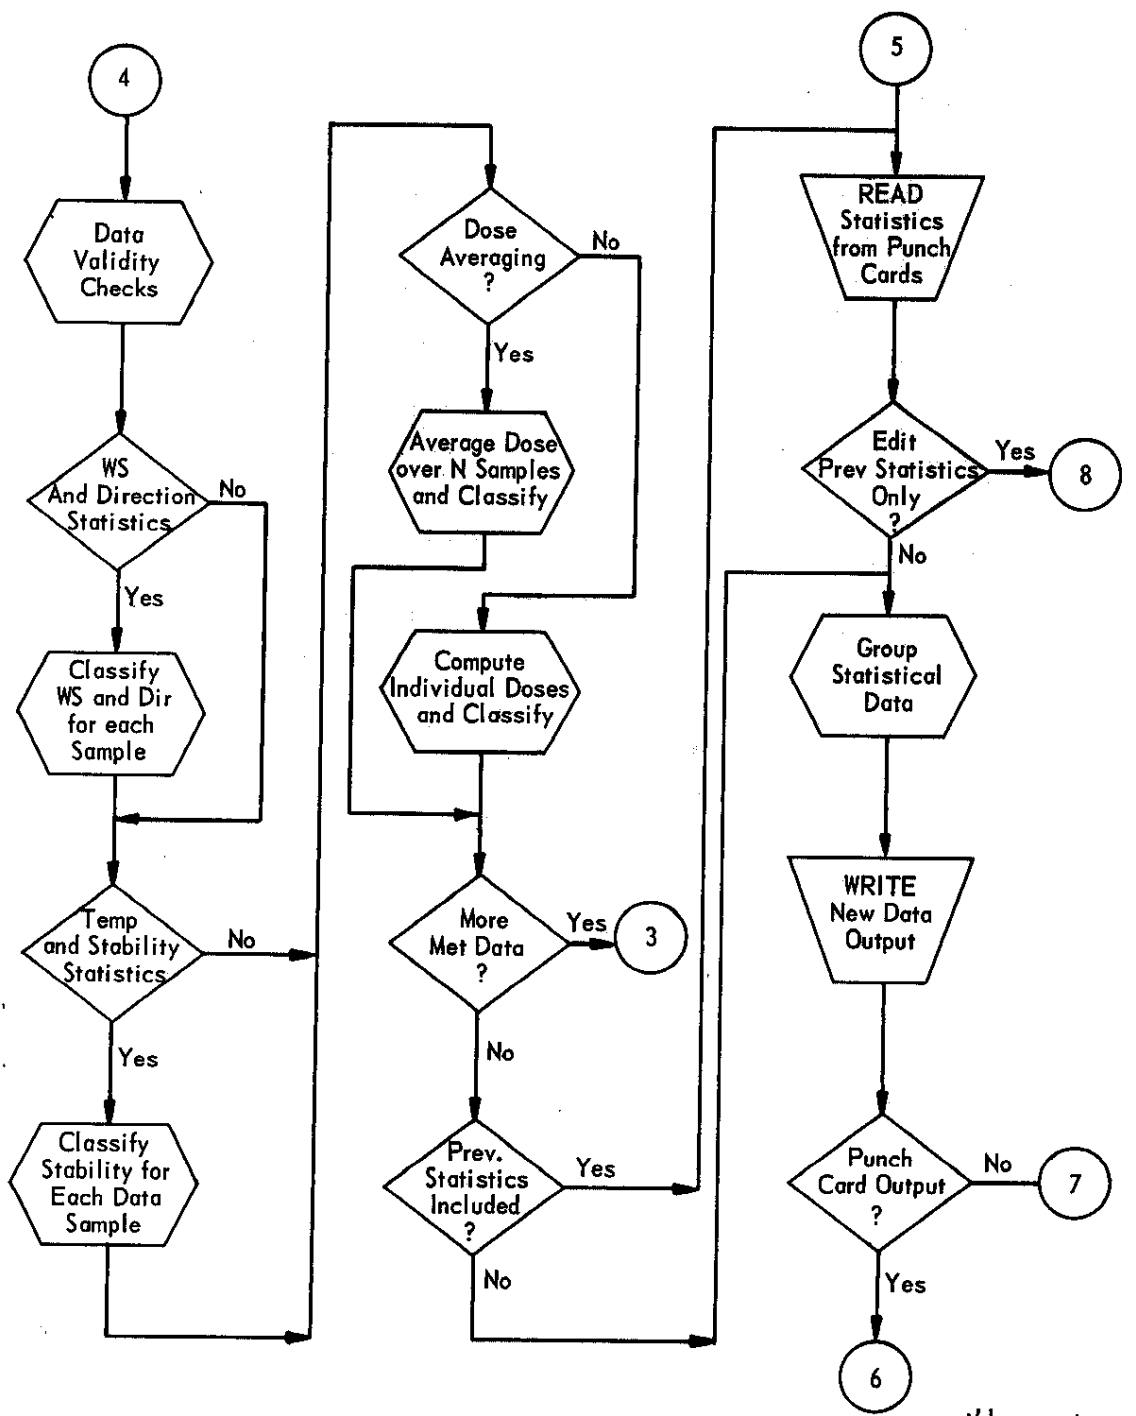 4
Data
Validity
Checks
WS
And Direction
Statistics
No
Yes
Classify
WS and Dir
for each
Sample
Temp
and Stability
Statistics
No
Yes
Classify
Stability for
Each Data
Sample
Dose
Averaging
?
No
Yes
Average Dose
over N Samples
and Classify
Compute
Individual Doses
and Classify
More
Met Data
?
Yes
3
No
Prev.
Statistics
Included
?
Yes
No
5
READ
Statistics
from Punch
Cards
Edit
Prev Statistics
Only
?
Yes
8
No
Group
Statistical
Data
WRITE
New Data
Output
Punch
Card Output
?
No
7
Yes
6